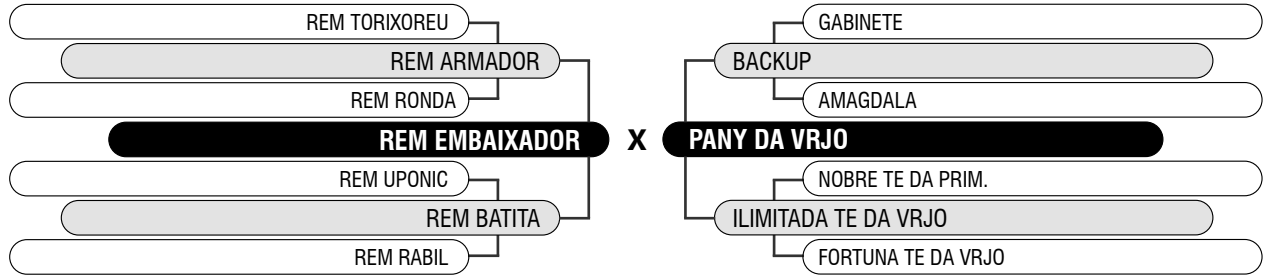 REM TORIXOREU GABINETE
REM ARMADOR BACKUP
REM RONDA AMAGDALA
REM EMBAIXADOR X PANY DA VRJO
REM UPONIC NOBRE TE DA PRIM.
REM BATITA ILIMITADA TE DA VRJO
REM RABIL FORTUNA TE DA VRJO